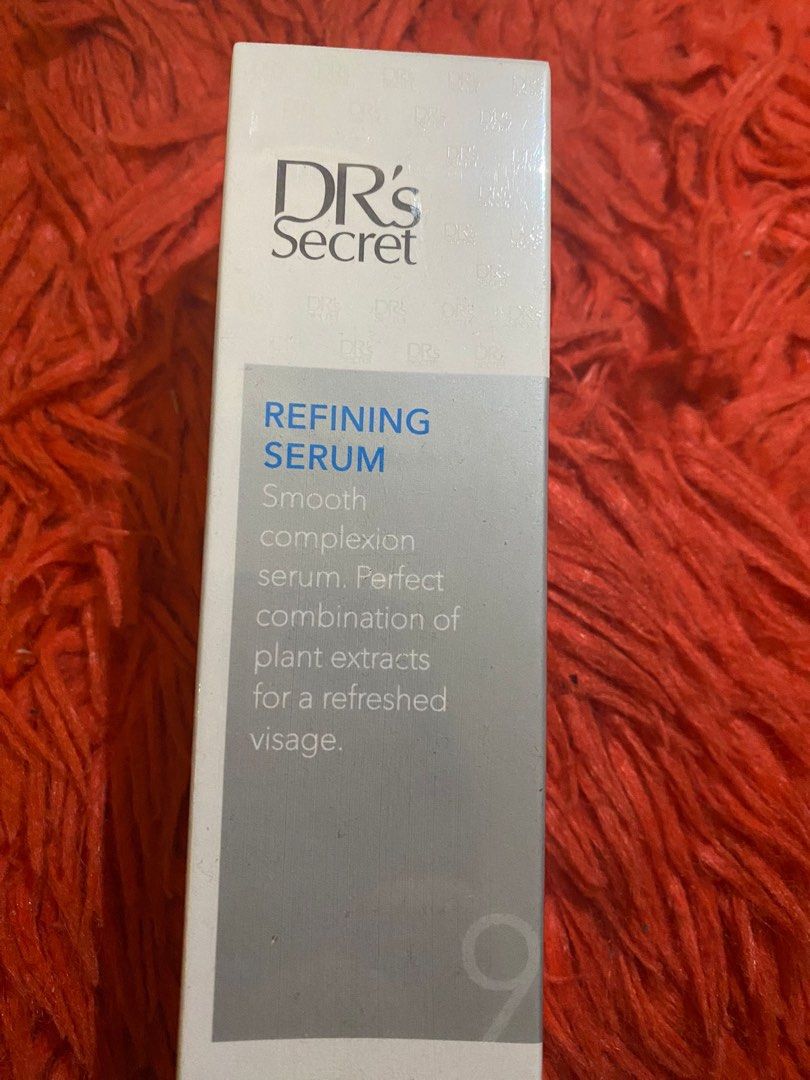 DR's
Secret
REFINING
SERUM
Smooth
complexion
serum. Perfect
combination of
plant extracts
for a refreshed
visage.
9